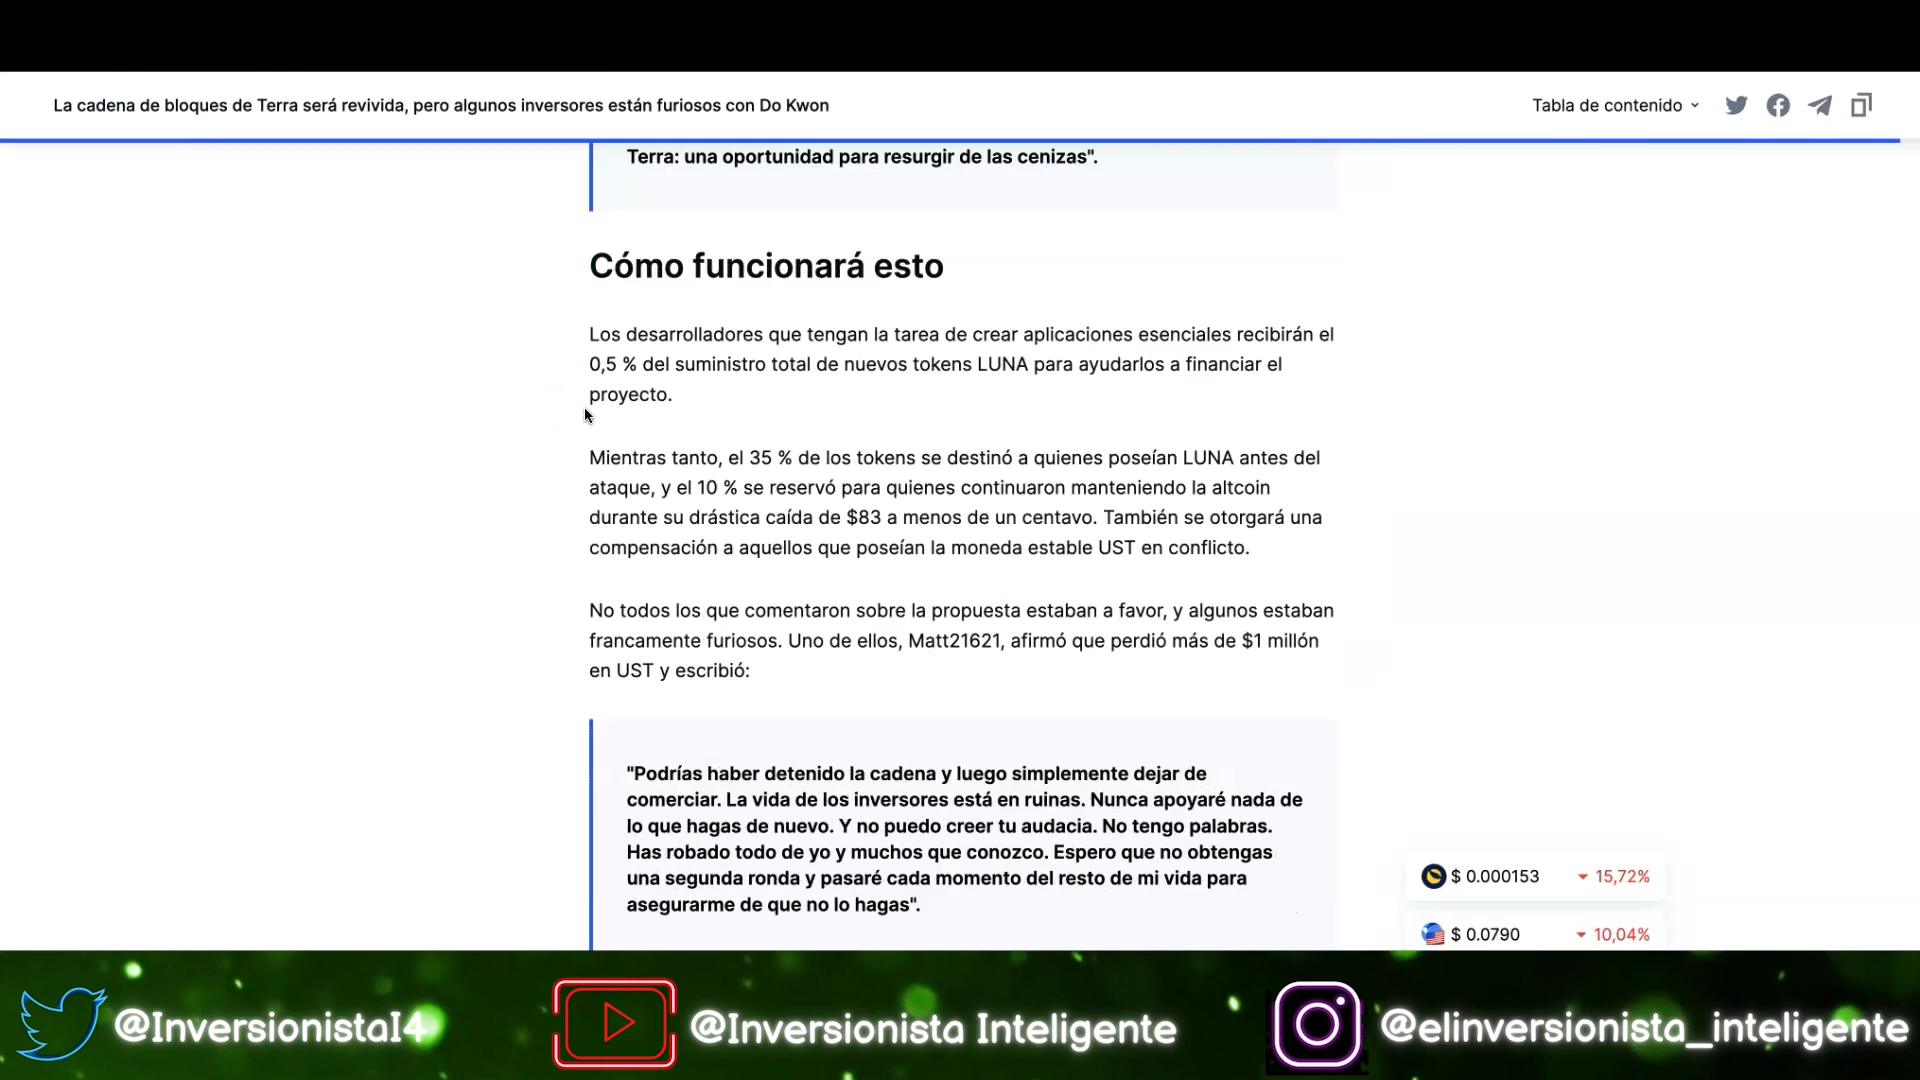 La cadena de bloques de Terra será revivida, pero algunos inversores están furiosos con Do Kwon
Tabla de contenido
Terra: una oportunidad para resurgir de las cenizas".
Cómo funcionará esto
Los desarrolladores que tengan la tarea de crear aplicaciones esenciales recibirán el
0,5 % del suministro total de nuevos tokens LUNA para ayudarlos a financiar el
proyecto.
Mientras tanto, el 35 % de los tokens se destinó a quienes poseían LUNA antes del
ataque, y el 10 % se reservó para quienes continuaron manteniendo la altcoin
durante su drástica caída de $83 a menos de un centavo. También se otorgará una
compensación a aquellos que poseían la moneda estable UST en conflicto.
No todos los que comentaron sobre la propuesta estaban a favor, y algunos estaban
francamente furiosos. Uno de ellos, Matt21621, afirmó que perdió más de $1 millón
en UST y escribió:
"Podrías haber detenido la cadena y luego simplemente dejar de
comerciar. La vida de los inversores está en ruinas. Nunca apoyaré nada de
lo que hagas de nuevo. Y no puedo creer tu audacia. No tengo palabras.
Has robado todo de yo y muchos que conozco. Espero que no obtengas
una segunda ronda y pasaré cada momento del resto de mi vida para
asegurarme de que no lo hagas".
$ 0.000153 15,72%
$ 0.0790 10,04%
@InversionistaI4
@Inversionista Inteligente
@elinversionista_inteligente